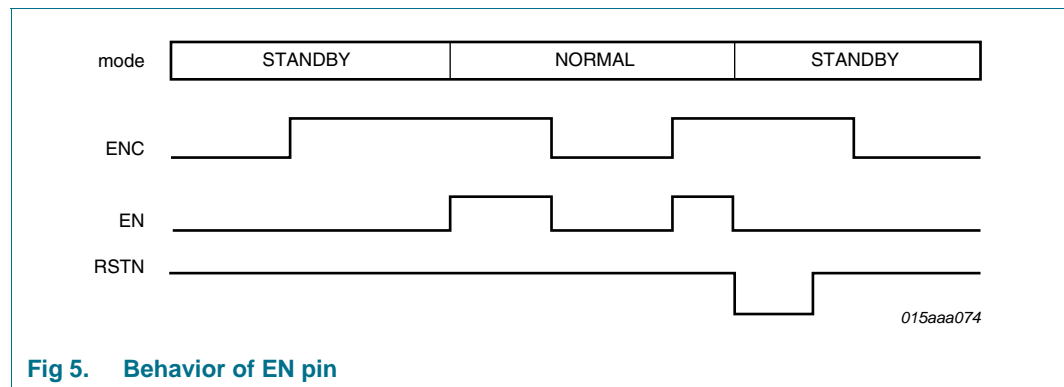 mode STANDBY NORMAL STANDBY
ENC
EN
RSTN
015aaa074
Fig 5. Behavior of EN pin